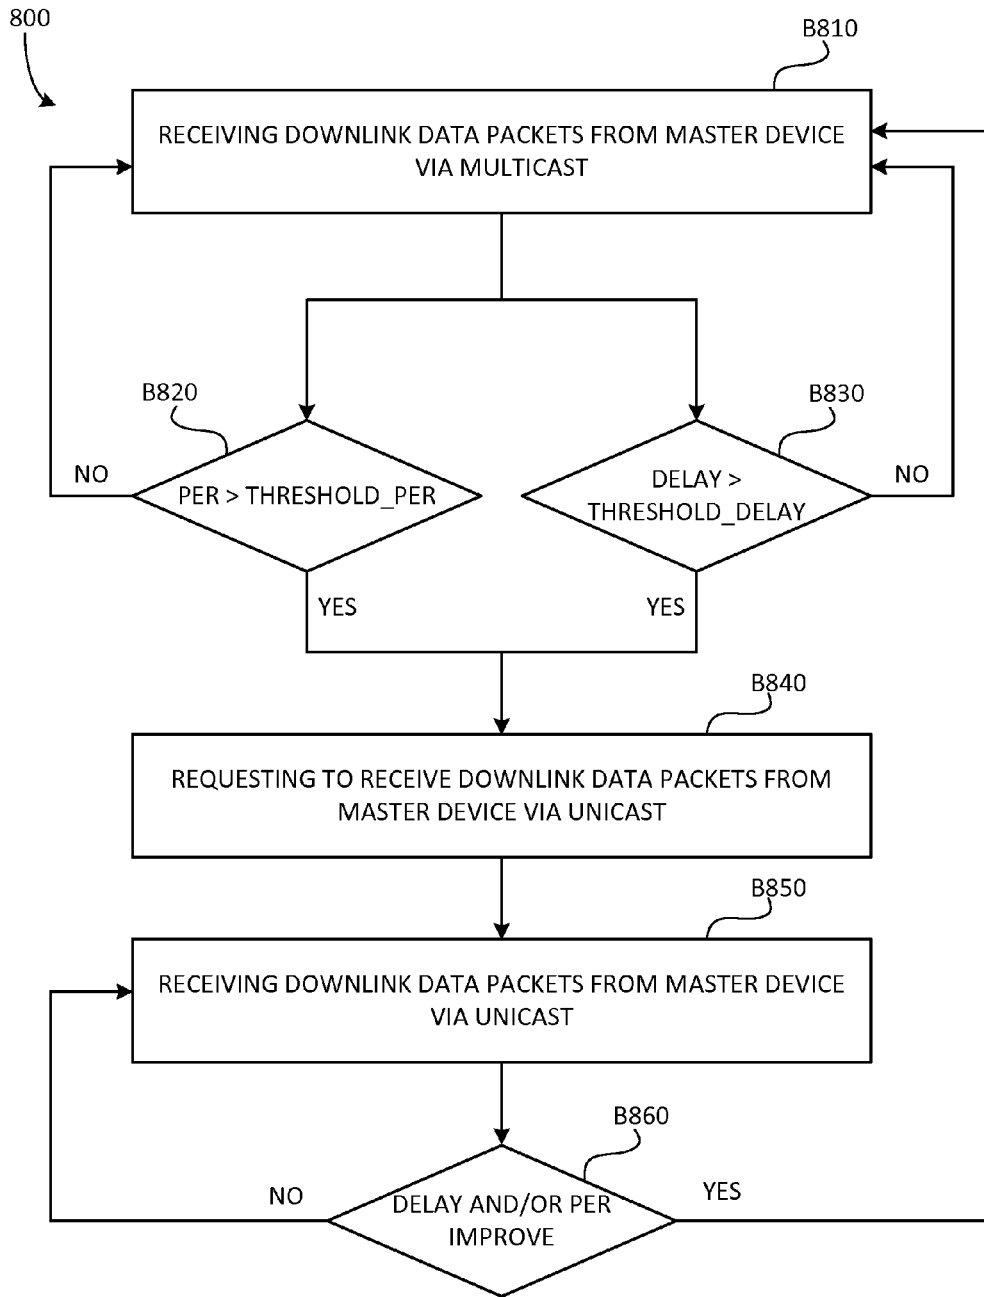 800
B810
RECEIVING DOWNLINK DATA PACKETS FROM MASTER DEVICE
VIA MULTICAST
B820
B830
NO
PER > THRESHOLD_PER
DELAY >
THRESHOLD_DELAY
NO
YES
YES
B840
REQUESTING TO RECEIVE DOWNLINK DATA PACKETS FROM
MASTER DEVICE VIA UNICAST
B850
RECEIVING DOWNLINK DATA PACKETS FROM MASTER DEVICE
VIA UNICAST
B860
NO
DELAY AND/OR PER
IMPROVE
YES